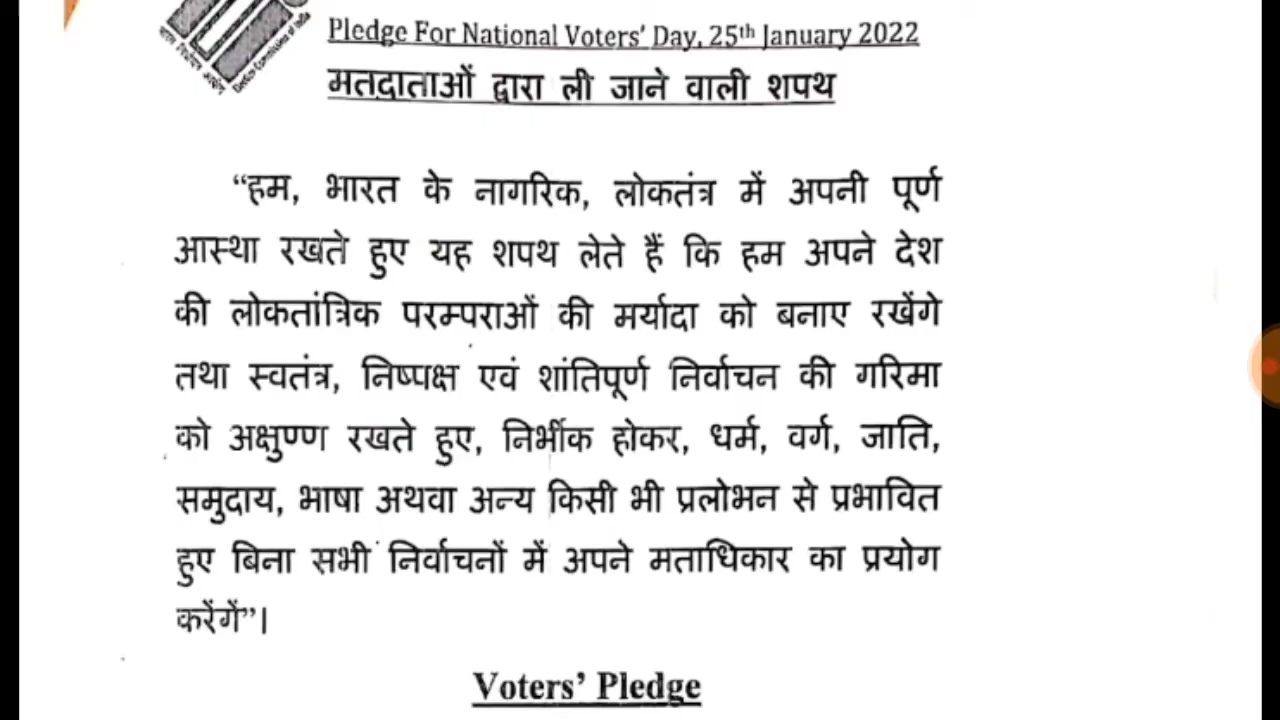 Pledge For National Voters' Day, 25th January 2022
मतदाताओं द्वारा ली जाने वाली शपथ
“हम, भारत के नागरिक, लोकतंत्र में अपनी पूर्ण
आस्था रखते हुए यह शपथ लेते हैं कि हम अपने देश
की लोकतांत्रिक परम्पराओं की मर्यादा को बनाए रखेंगे
तथा स्वतंत्र, निष्पक्ष एवं शांतिपूर्ण निर्वाचन की गरिमा
को अक्षुण्ण रखते हुए, निर्भीक होकर, धर्म, वर्ग, जाति,
समुदाय, भाषा अथवा अन्य किसी भी प्रलोभन से प्रभावित
हुए बिना सभी निर्वाचनों में अपने मताधिकार का प्रयोग
करेंगें”।
Voters’ Pledge